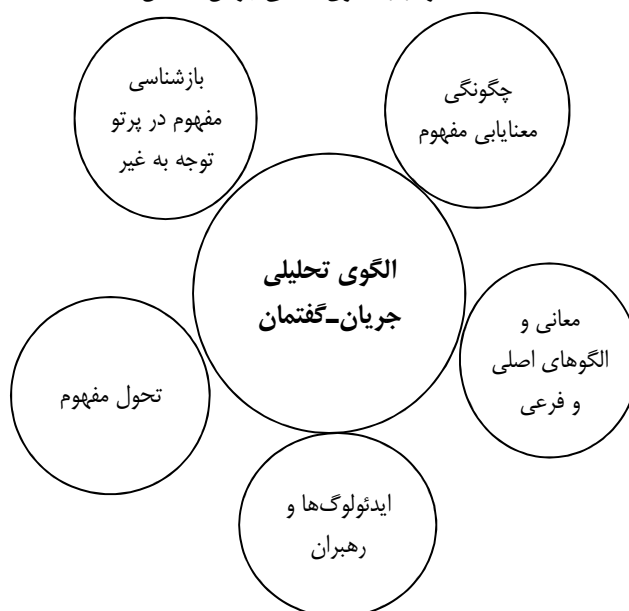 چگونگی
معنایابی مفهوم
بازشناسی
مفهوم در پرتو
توجه به غیر
الگوی تحلیلی
جریان-گفتمان
معانی و
الگوهای اصلی
و فرعی
تحول مفهوم
ایدئولوگ‌ها و
رهبران